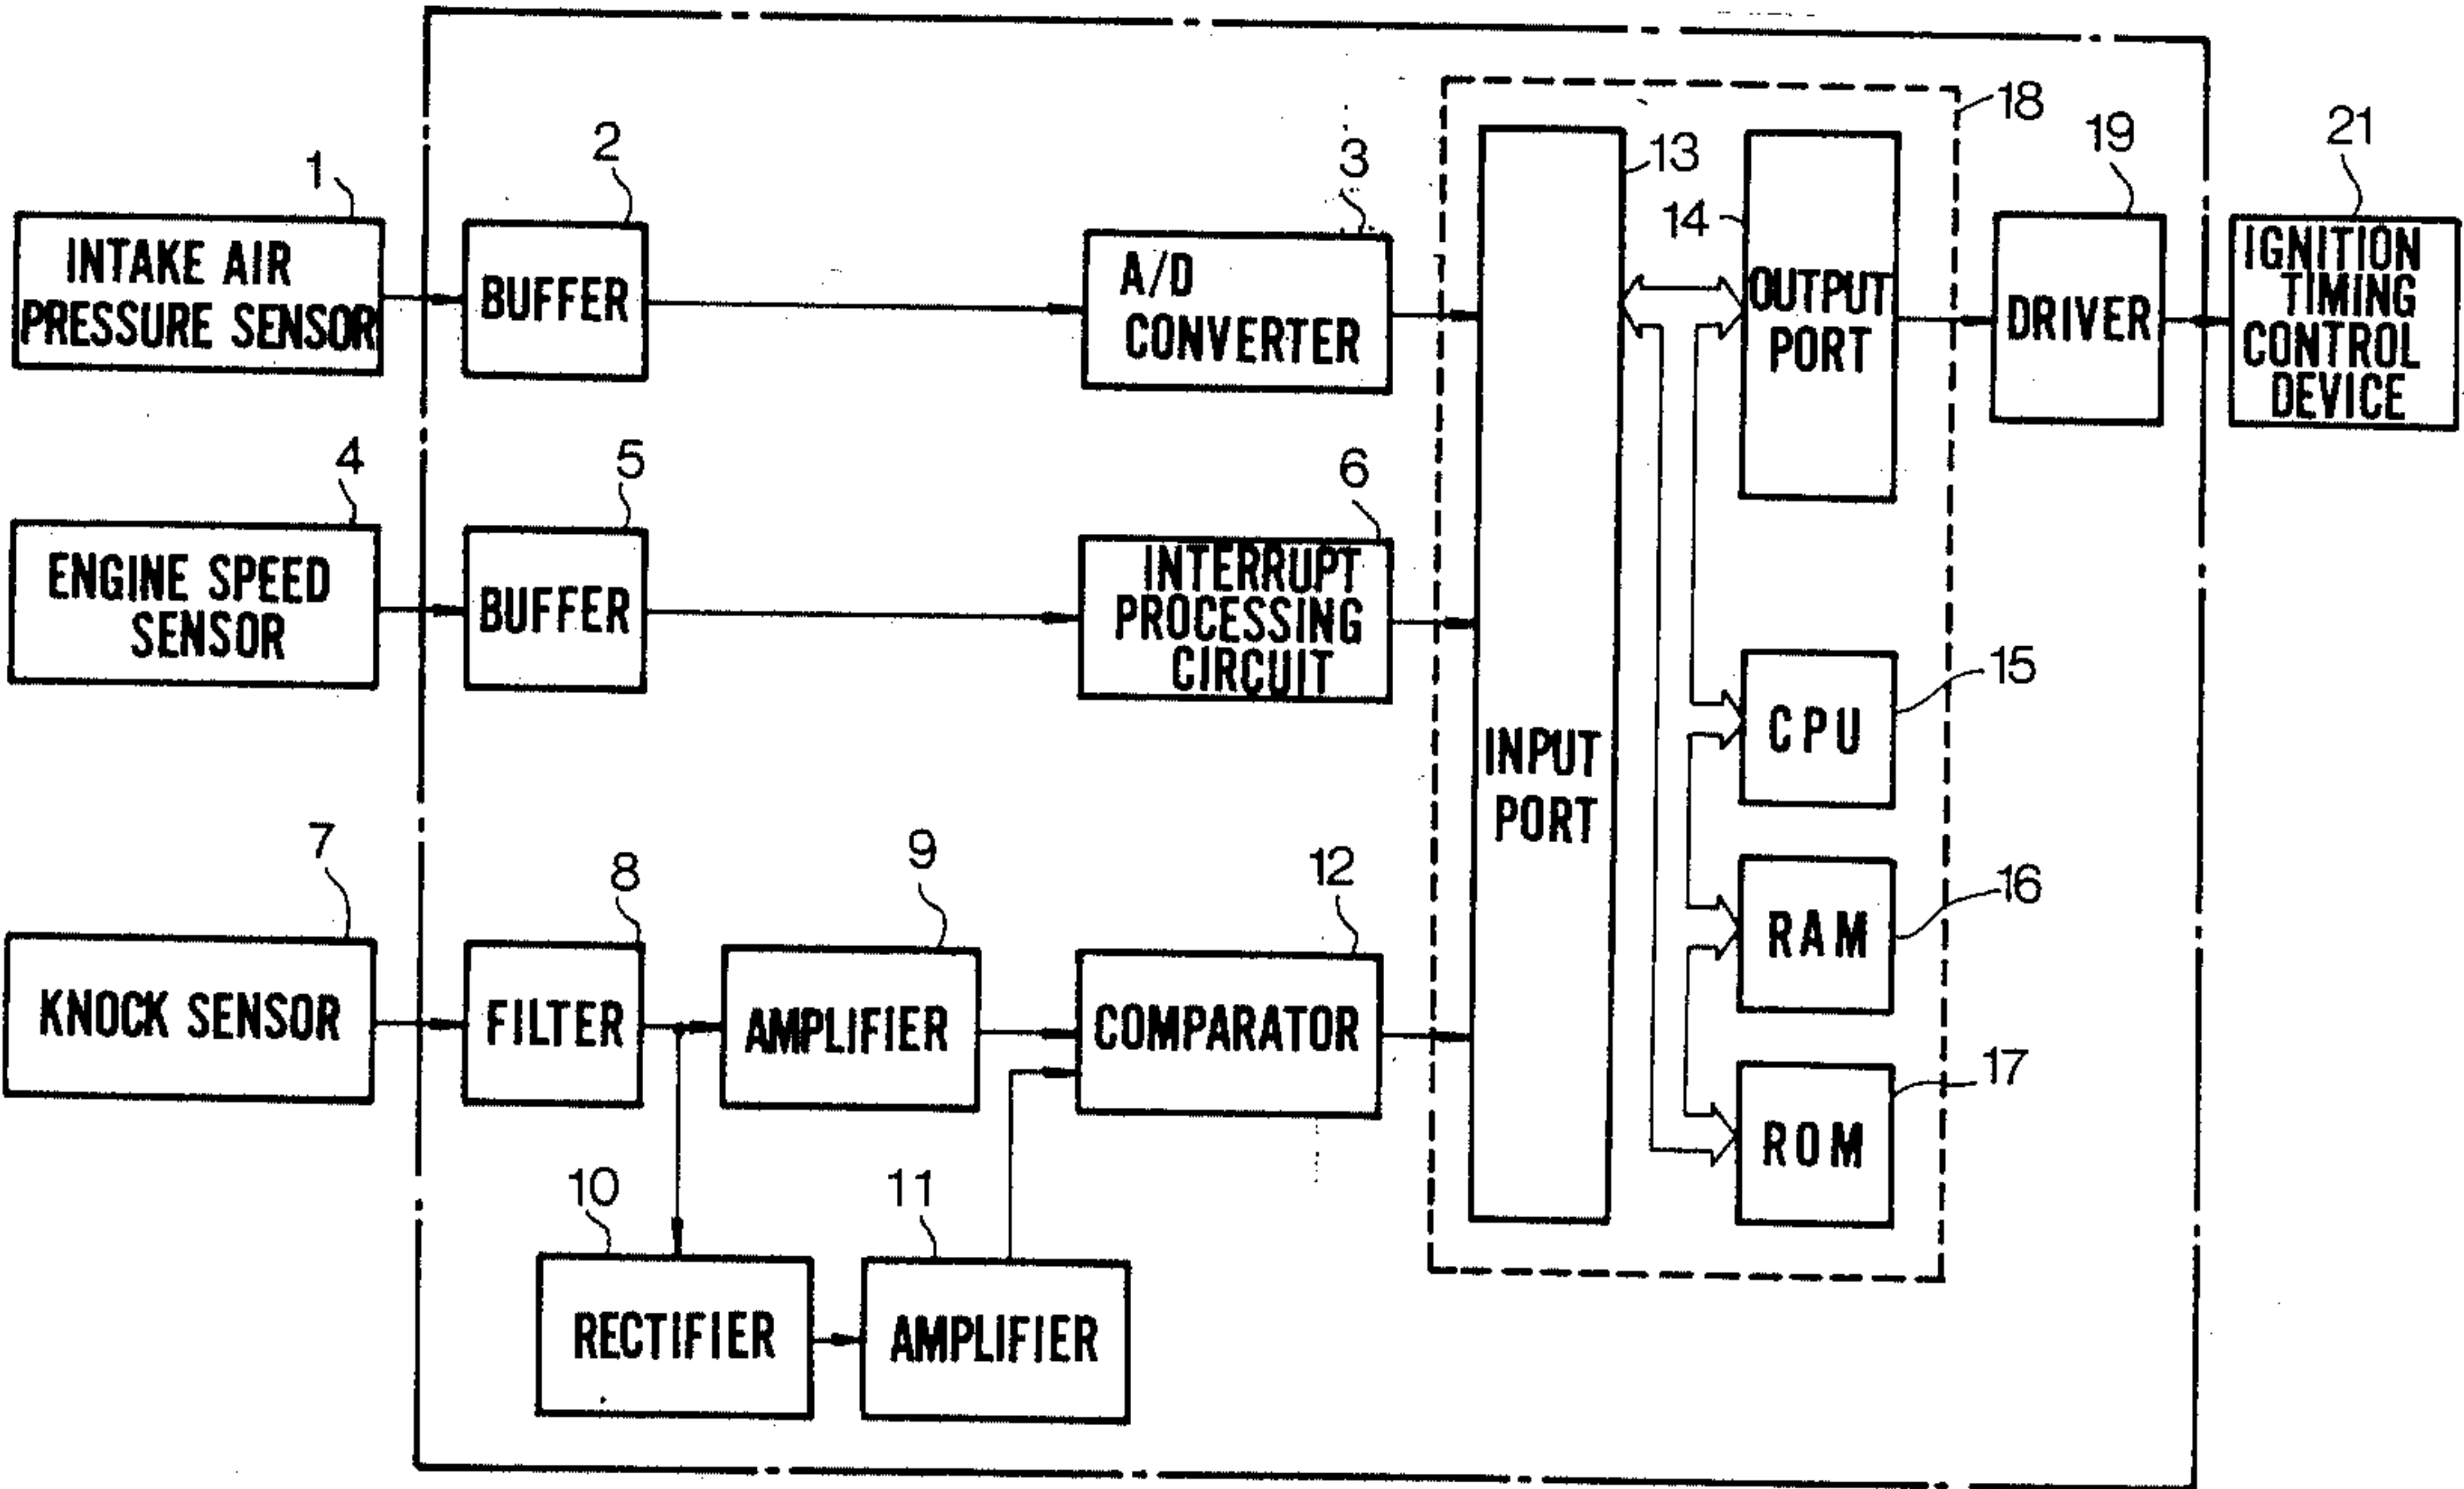 18
19
21
1
2
3
13
14
INTAKE AIR
PRESSURE SENSOR
BUFFER
A/D
CONVERTER
OUTPUT
PORT
DRIVER
IGNITION
TIMING
CONTROL
DEVICE
4
5
6
ENGINE SPEED
SENSOR
BUFFER
INTERRUPT
PROCESSING
CIRCUIT
INPUT
PORT
15
CPU
7
8
9
12
16
KNOCK SENSOR
FILTER
AMPLIFIER
COMPARATOR
RAM
17
ROM
10
11
RECTIFIER
AMPLIFIER